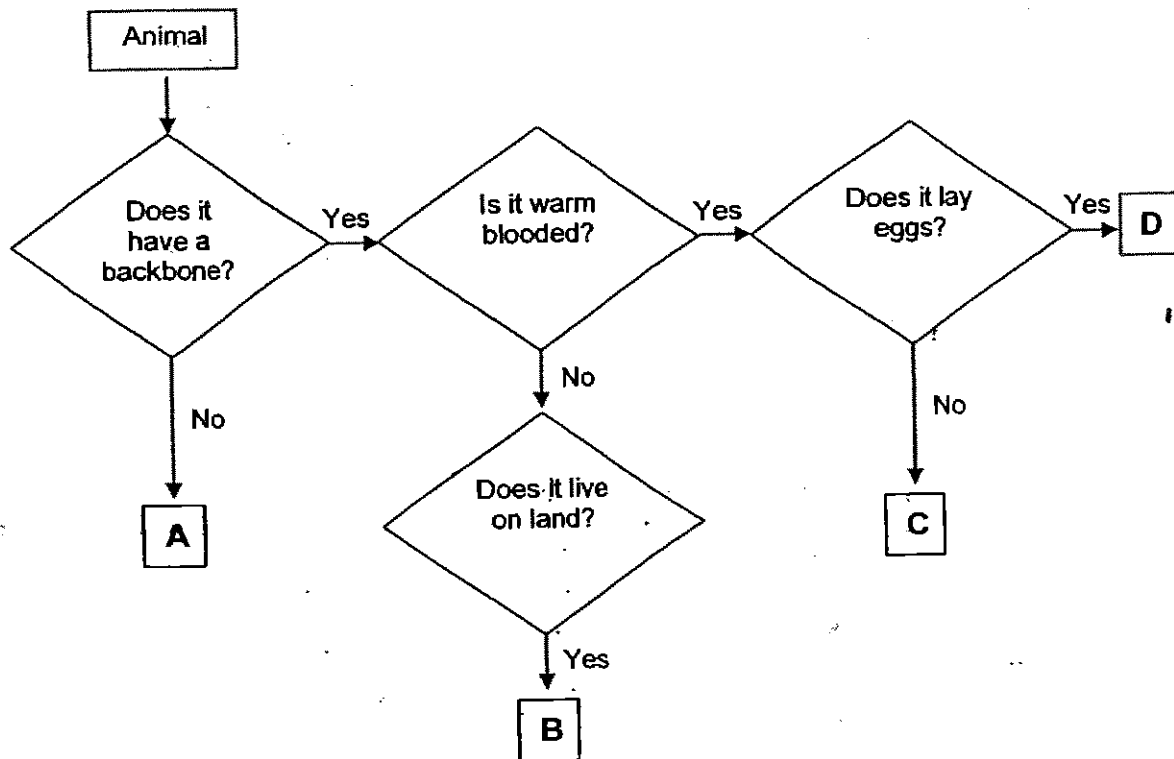 Animal
Does it
have a
backbone?
Yes
Is it warm
blooded?
Yes
Does it lay
eggs?
Yes
D
No
A
No
Does it live
on land?
Yes
B
No
C